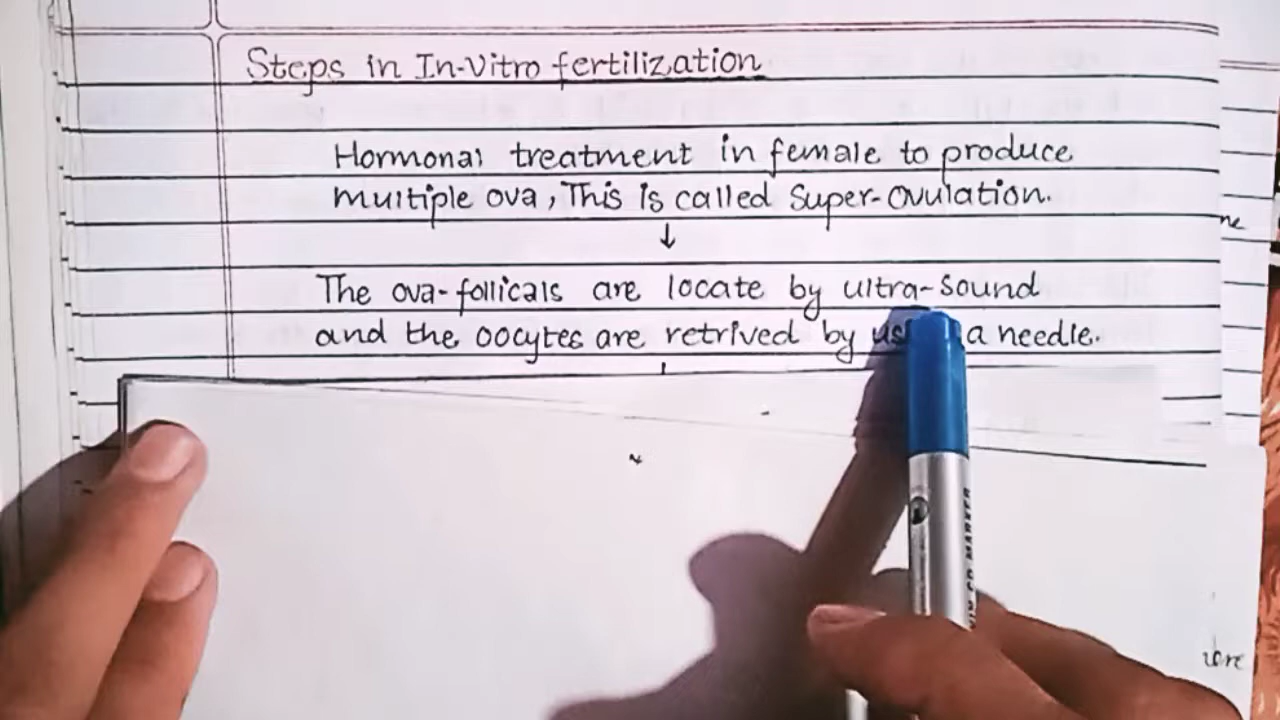 Steps in In-Vitro fertilization
Hormonal treatment in female to produce
multiple ova, This is called Super-Ovulation.
↓
The ova-follicals are locate by ultra-sound
and the oocytes are retrived by a needle.